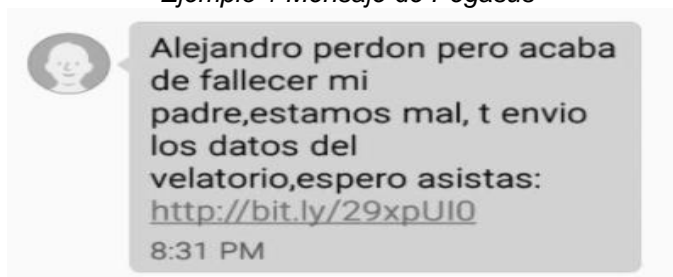 Ejemplo 1 Mensaje de Pegasus
Alejandro perdon pero acaba
de fallecer mi
padre,estamos mal, t envio
los datos del
velatorio,espero asistas:
http://bit.ly/29xpUI0
8:31 PM